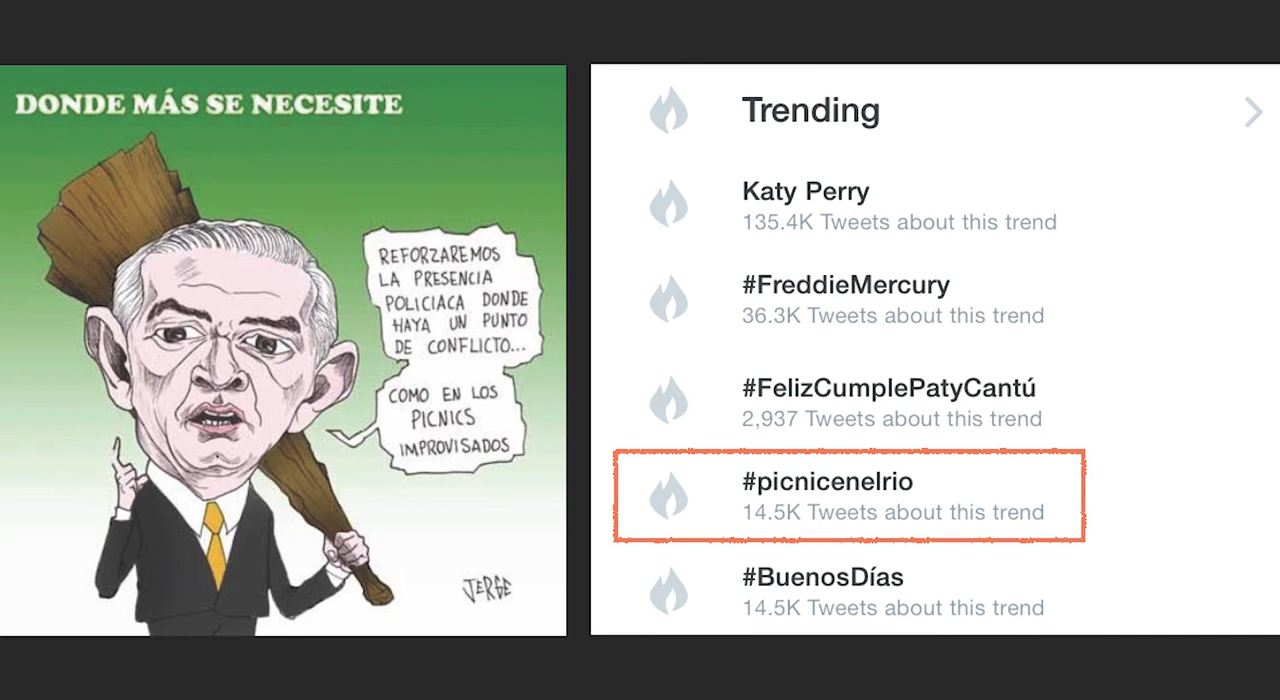 DONDE MÁS SE NECESITE
REFORZAREMOS
LA PRESENCIA
POLICIACA DONDE
HAYA UN PUNTO
DE CONFLICTO...
COMO EN LOS
PICNICS
IMPROVISADOS
JERGE
Trending
Katy Perry
135.4K Tweets about this trend
#FreddieMercury
36.3K Tweets about this trend
#FelizCumplePatyCantú
2,937 Tweets about this trend
#picnicenelrio
14.5K Tweets about this trend
#BuenosDías
14.5K Tweets about this trend